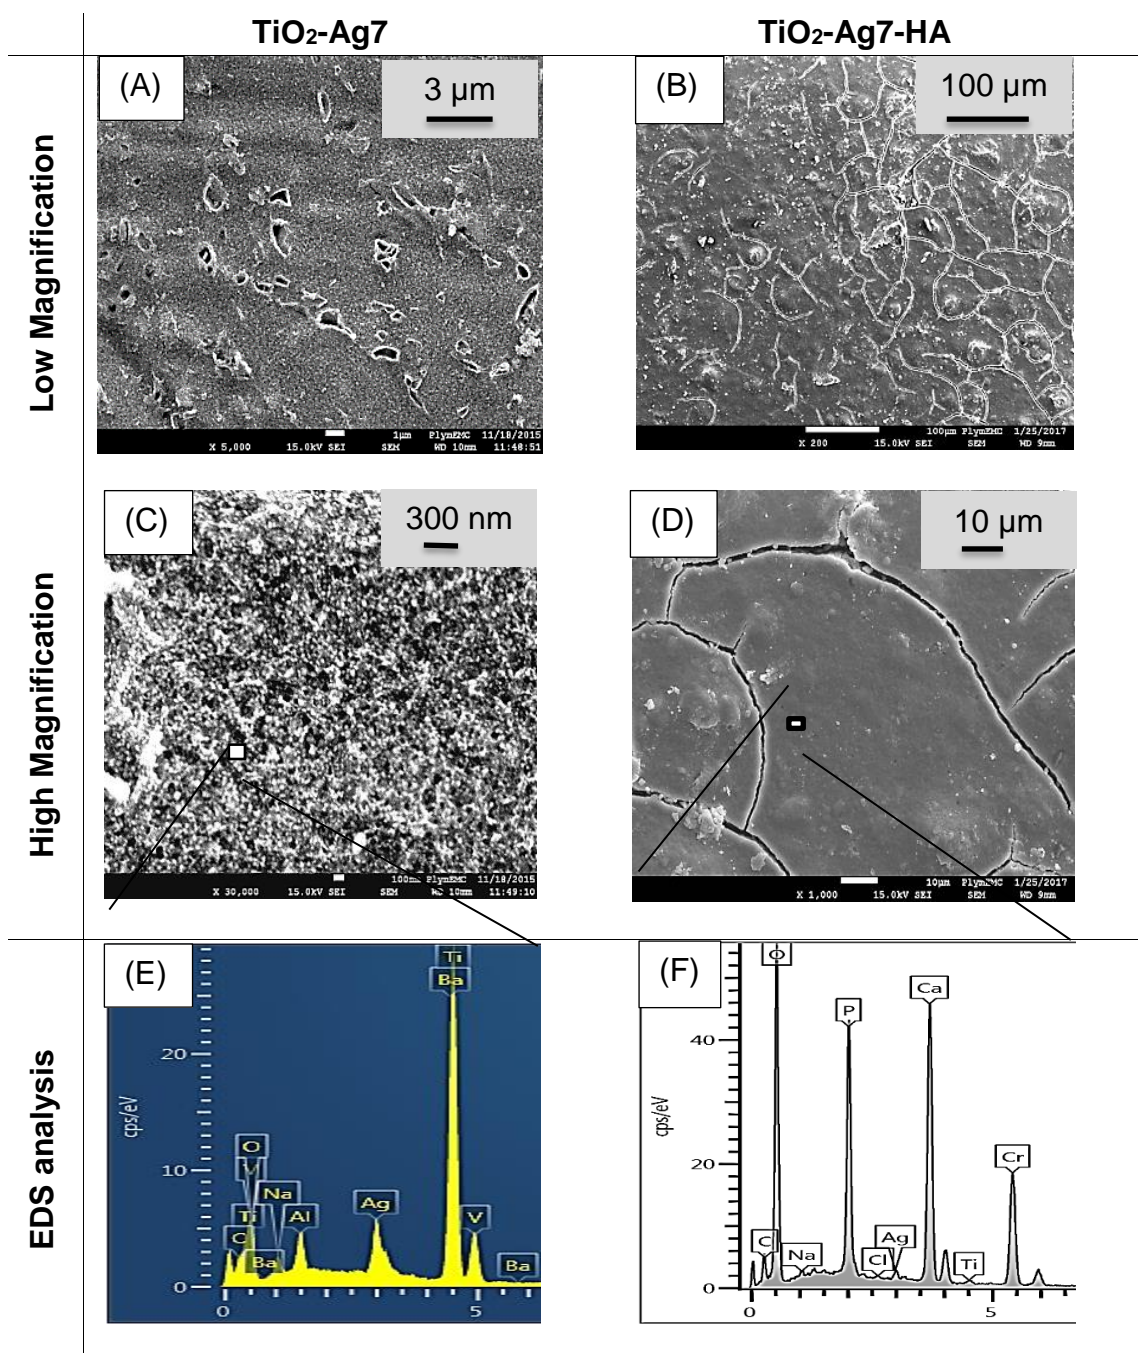 TiO₂-Ag7
TiO₂-Ag7-HA
Low Magnification
(A)
3 µm
X 5,000 15.0kV SEI 1µm SEM PlymEMC WD 10mm 11/18/2015 11:48:51
(B)
100 µm
X 200 15.0kV SEI 100µm SEM PlymEMC WD 9mm 1/25/2017
High Magnification
(C)
300 nm
X 30,000 15.0kV SEI SEM PlymEMC WD 10mm 11/18/2015 11:49:10
(D)
10 µm
X 1,000 15.0kV SEI 10µm SEM PlymEMC WD 9mm 1/25/2017
EDS analysis
(E)
Ti
Ba
20
cps/eV
O
V
10
Na
Ti
Al
Ag
V
C
Ba
Ba
0
0
5
(F)
O
Ca
P
40
cps/eV
20
Cr
C
Na
Ag
Cl
Ti
0
0
5